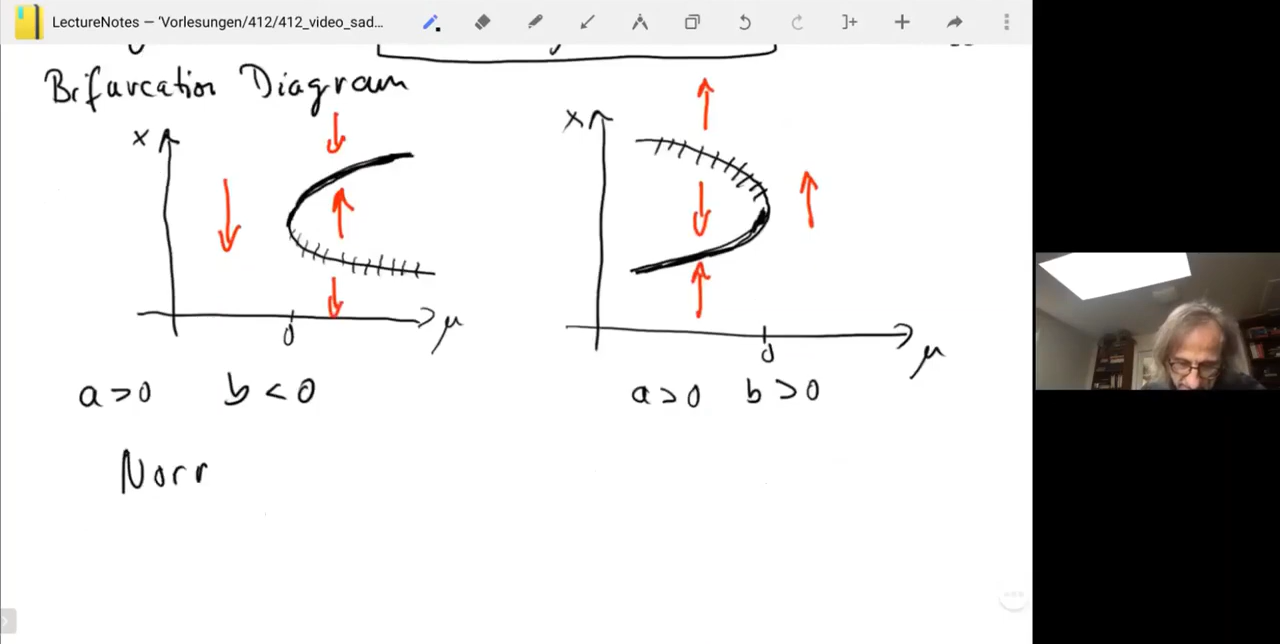 LectureNotes — ‘Vorlesungen/412/412_video_sad...
Bifurcation Diagram
x
μ
0
a > 0 b < 0
x
μ
0
a > 0 b > 0
Norr